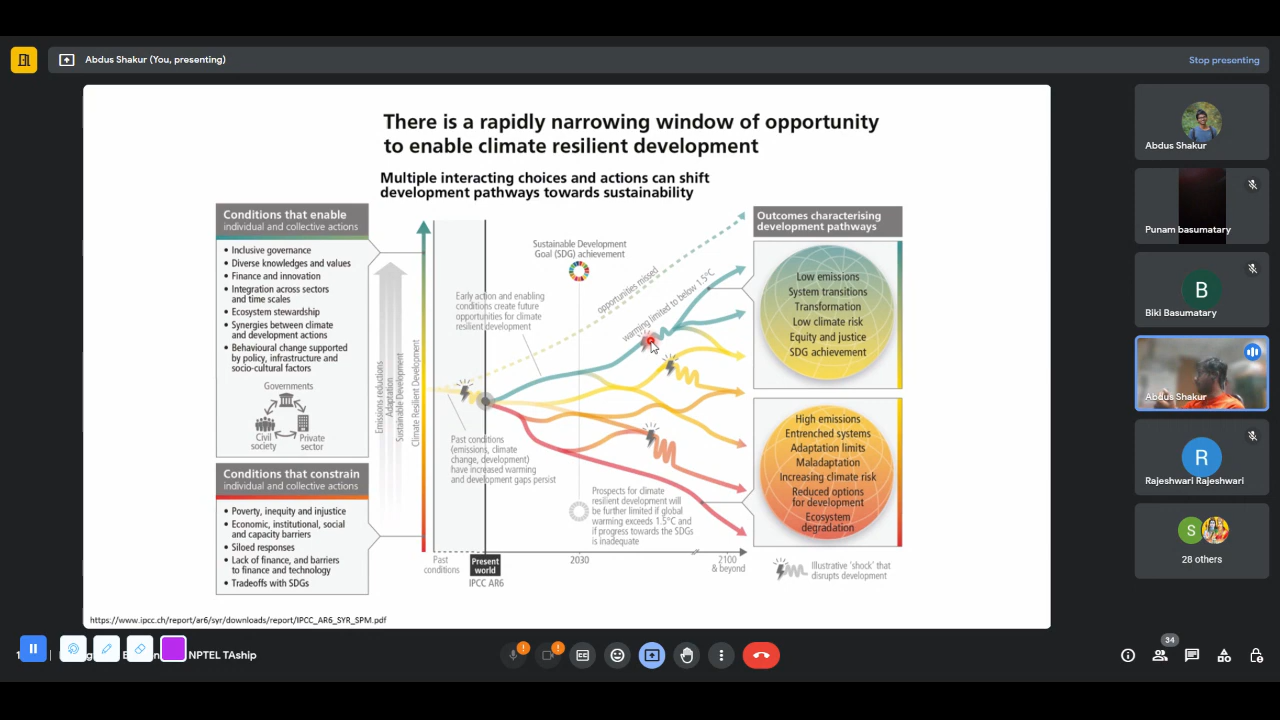 Abdus Shakur (You, presenting)
Stop presenting
There is a rapidly narrowing window of opportunity
to enable climate resilient development
Multiple interacting choices and actions can shift
development pathways towards sustainability
Conditions that enable
individual and collective actions
• Inclusive governance
• Diverse knowledges and values
• Finance and innovation
• Integration across sectors
and time scales
• Ecosystem stewardship
• Synergies between climate
and development actions
• Behavioural change supported
by policy, infrastructure and
socio-cultural factors
Governments
Civil
society
Private
sector
Conditions that constrain
individual and collective actions
• Poverty, inequity and injustice
• Economic, institutional, social
and capacity barriers
• Siloed responses
• Lack of finance, and barriers
to finance and technology
• Tradeoffs with SDGs
Emissions reductions
Adaptation
Sustainable Development
Climate Resilient Development
Early action and enabling
conditions create future
opportunities for climate
resilient development
Past conditions
(emissions, climate
change, development)
have increased warming
and development gaps persist
Sustainable Development
Goal (SDG) achievement
opportunities missed
warming limited to below 1.5°C
Prospects for climate
resilient development will
be further limited if global
warming exceeds 1.5°C and
if progress towards the SDGs
is inadequate
Past
conditions
Present
world
IPCC AR6
2030
2100
& beyond
Outcomes characterising
development pathways
Low emissions
System transitions
Transformation
Low climate risk
Equity and justice
SDG achievement
High emissions
Entrenched systems
Adaptation limits
Maladaptation
Increasing climate risk
Reduced options
for development
Ecosystem
degradation
Illustrative 'shock' that
disrupts development
https://www.ipcc.ch/report/ar6/syr/downloads/report/IPCC_AR6_SYR_SPM.pdf
Abdus Shakur
Punam basumatary
B
Biki Basumatary
Abdus Shakur
R
Rajeshwari Rajeshwari
S
28 others
NPTEL TAship
34